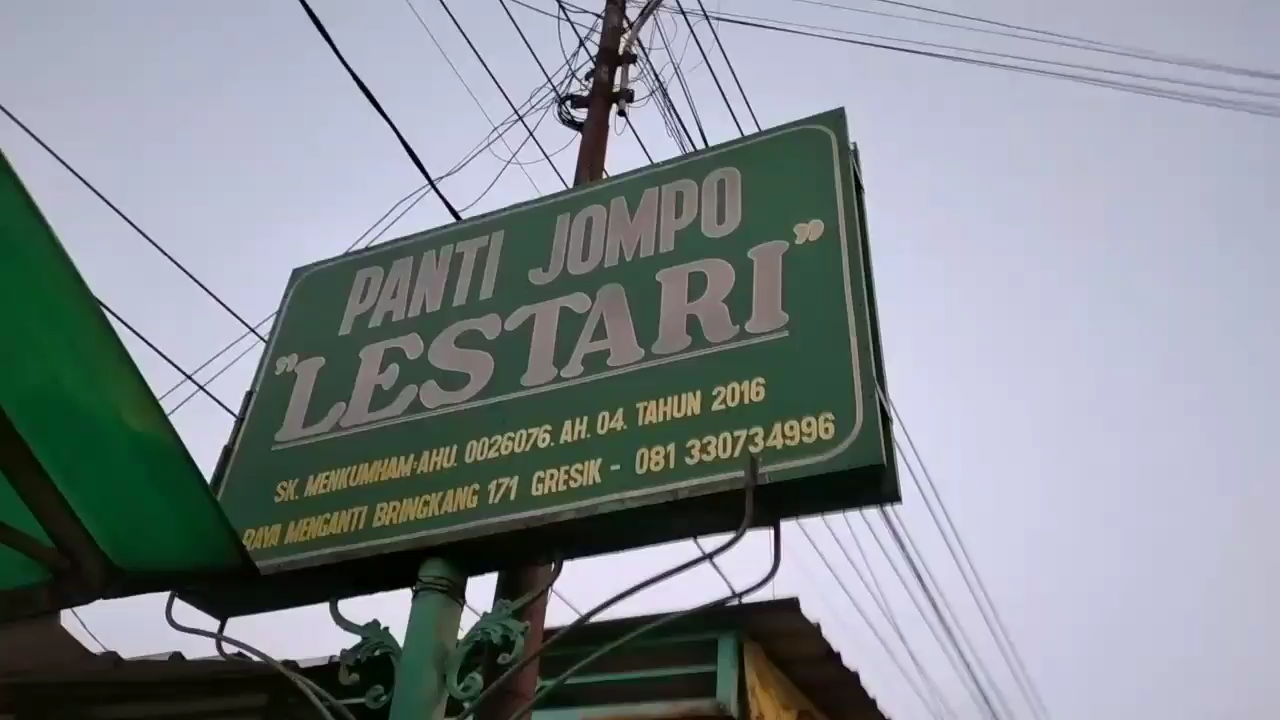 PANTI JOMPO
"LESTARI"
SK. MENKUMHAM:AHU. 0026076. AH. 04. TAHUN 2016
RAYA MENGANTI BRINGKANG 171 GRESIK - 081 330734996